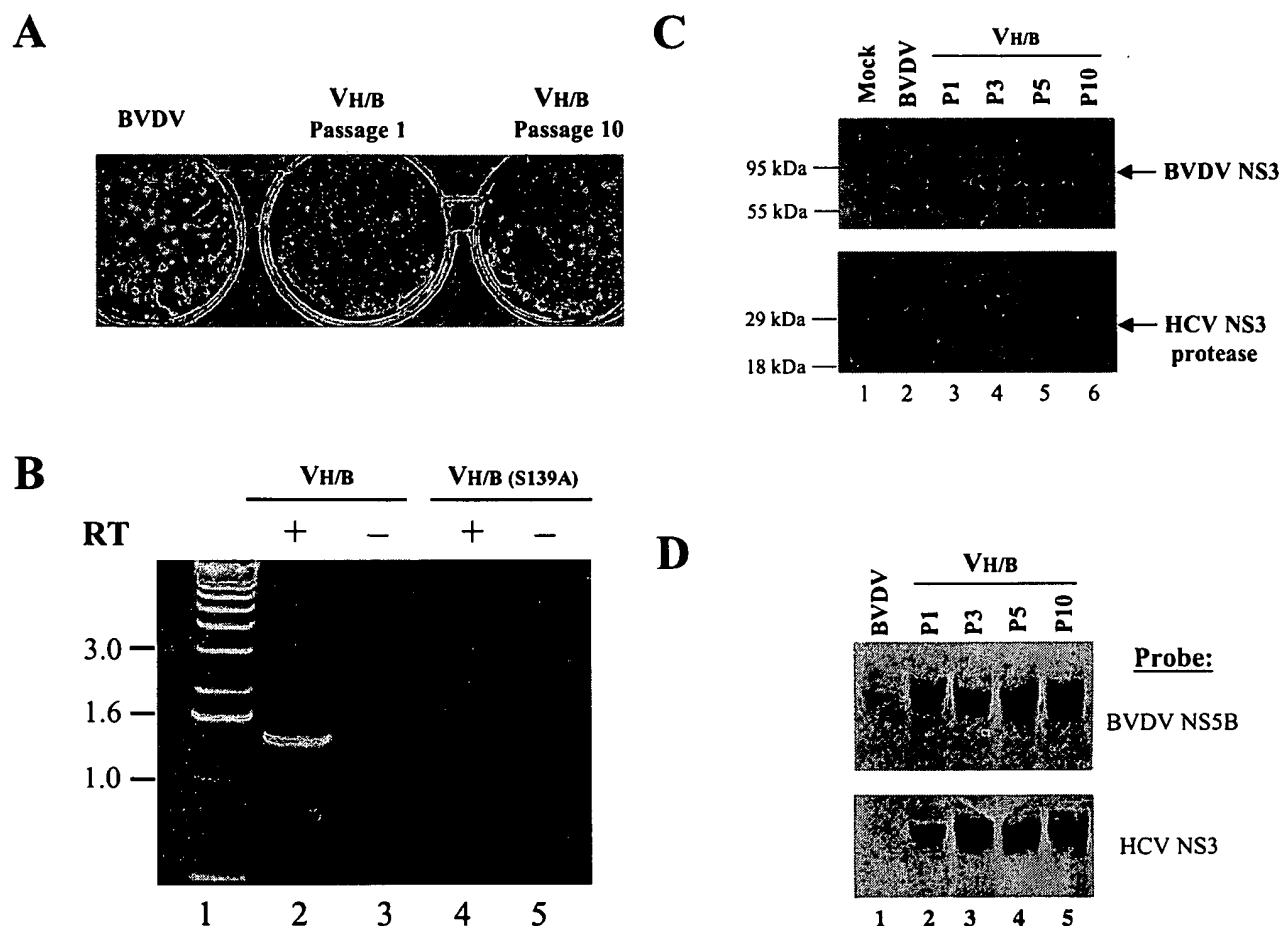 A
BVDV
VH/B
Passage 1
VH/B
Passage 10
B
VH/B
VH/B (S139A)
RT + − + −
3.0
1.6
1.0
1 2 3 4 5
C
VH/B
Mock BVDV P1 P3 P5 P10
95 kDa
BVDV NS3
55 kDa
29 kDa
HCV NS3
protease
18 kDa
1 2 3 4 5 6
D
VH/B
BVDV P1 P3 P5 P10
Probe:
BVDV NS5B
HCV NS3
1 2 3 4 5